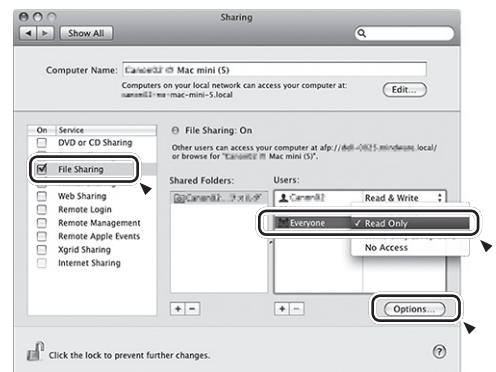 Sharing
Show All
Computer Name: Mac mini (5)
Computers on your local network can access your computer at:
-mac-mini-5.local
Edit...
On Service
DVD or CD Sharing
File Sharing
Web Sharing
Remote Login
Remote Management
Remote Apple Events
Xgrid Sharing
Internet Sharing
File Sharing: On
Other users can access your computer at afp:// local/
or browse for " Mac mini (5)".
Shared Folders:
Users:
Read & Write
Everyone ✓ Read Only
No Access
+ −
+ −
Options...
Click the lock to prevent further changes.
?